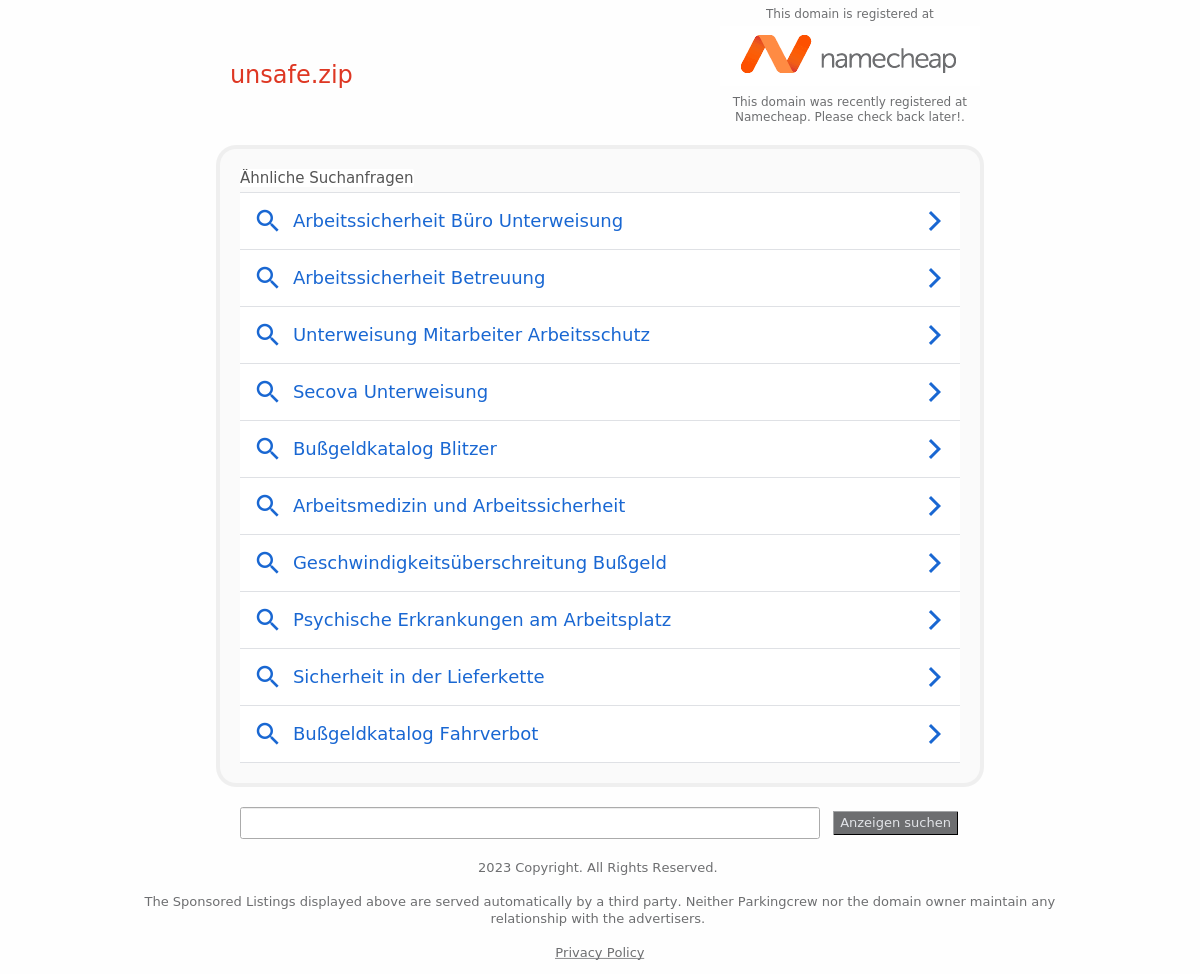 This domain is registered at
namecheap
unsafe.zip
This domain was recently registered at
Namecheap. Please check back later!.
Ähnliche Suchanfragen
Arbeitssicherheit Büro Unterweisung
Arbeitssicherheit Betreuung
Unterweisung Mitarbeiter Arbeitsschutz
Secova Unterweisung
Bußgeldkatalog Blitzer
Arbeitsmedizin und Arbeitssicherheit
Geschwindigkeitsüberschreitung Bußgeld
Psychische Erkrankungen am Arbeitsplatz
Sicherheit in der Lieferkette
Bußgeldkatalog Fahrverbot
Anzeigen suchen
2023 Copyright. All Rights Reserved.
The Sponsored Listings displayed above are served automatically by a third party. Neither Parkingcrew nor the domain owner maintain any
relationship with the advertisers.
Privacy Policy